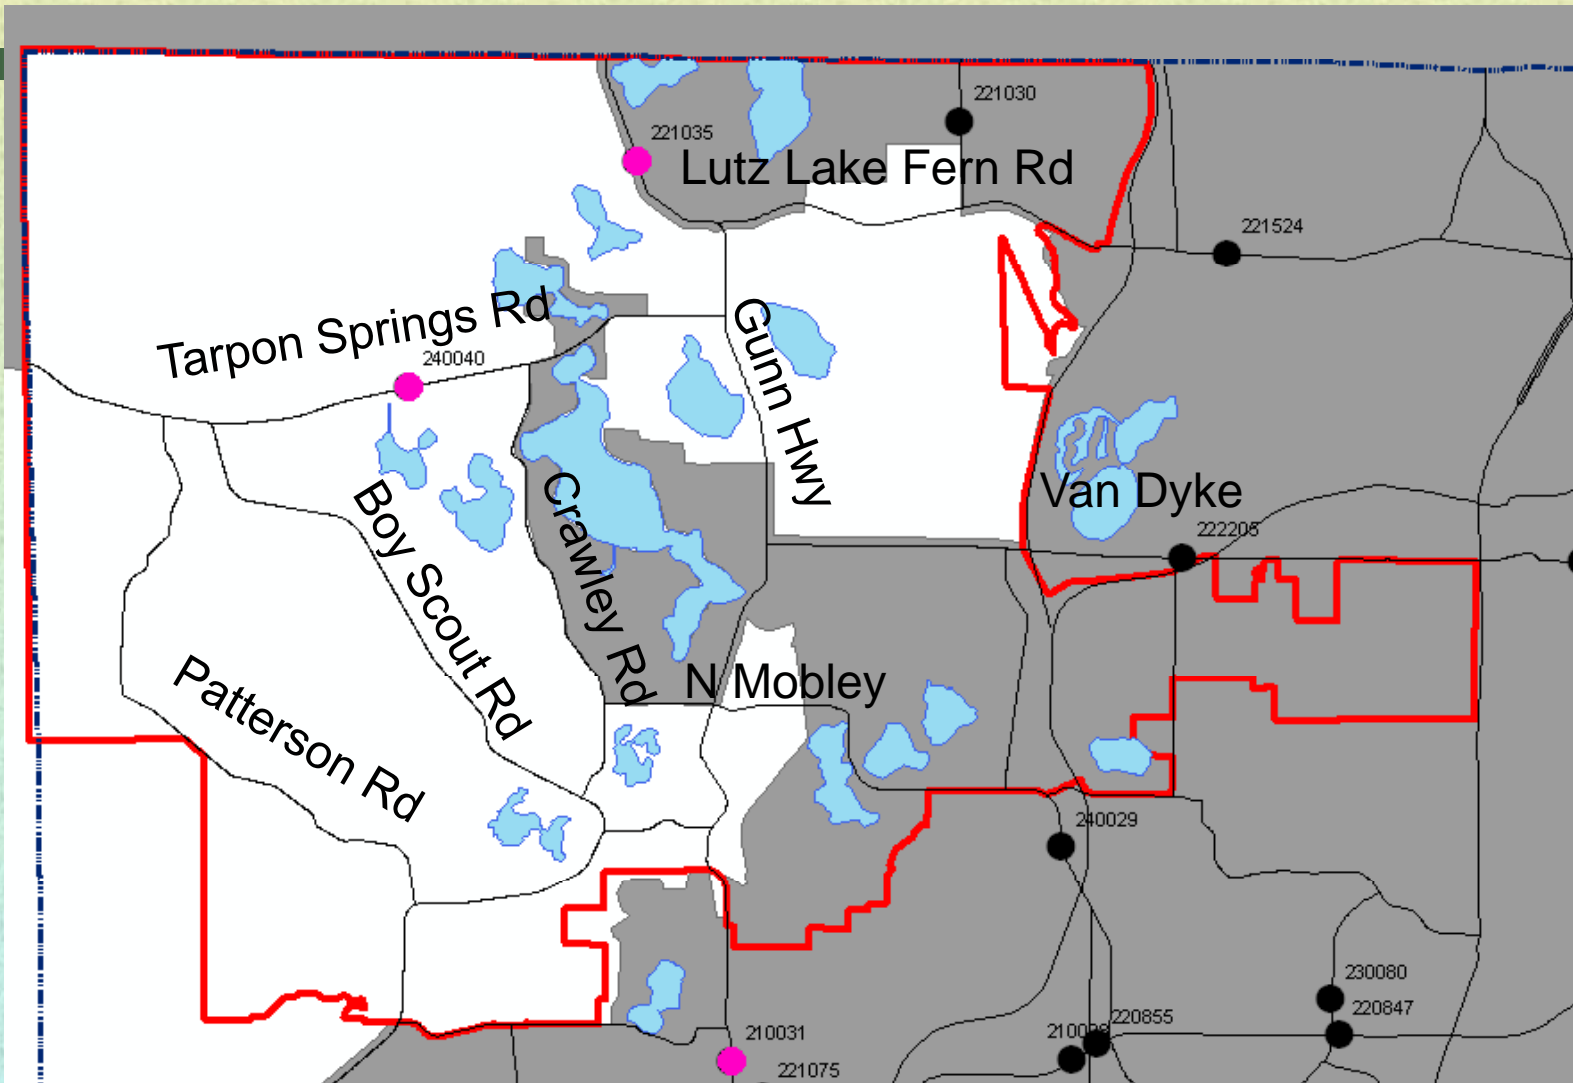 221030
221035
Lutz Lake Fern Rd
221524
Tarpon Springs Rd
240040
Gunn Hwy
Van Dyke
222205
Boy Scout Rd
Crawley Rd
N Mobley
Patterson Rd
240029
230080
220847
220855
210031
221075